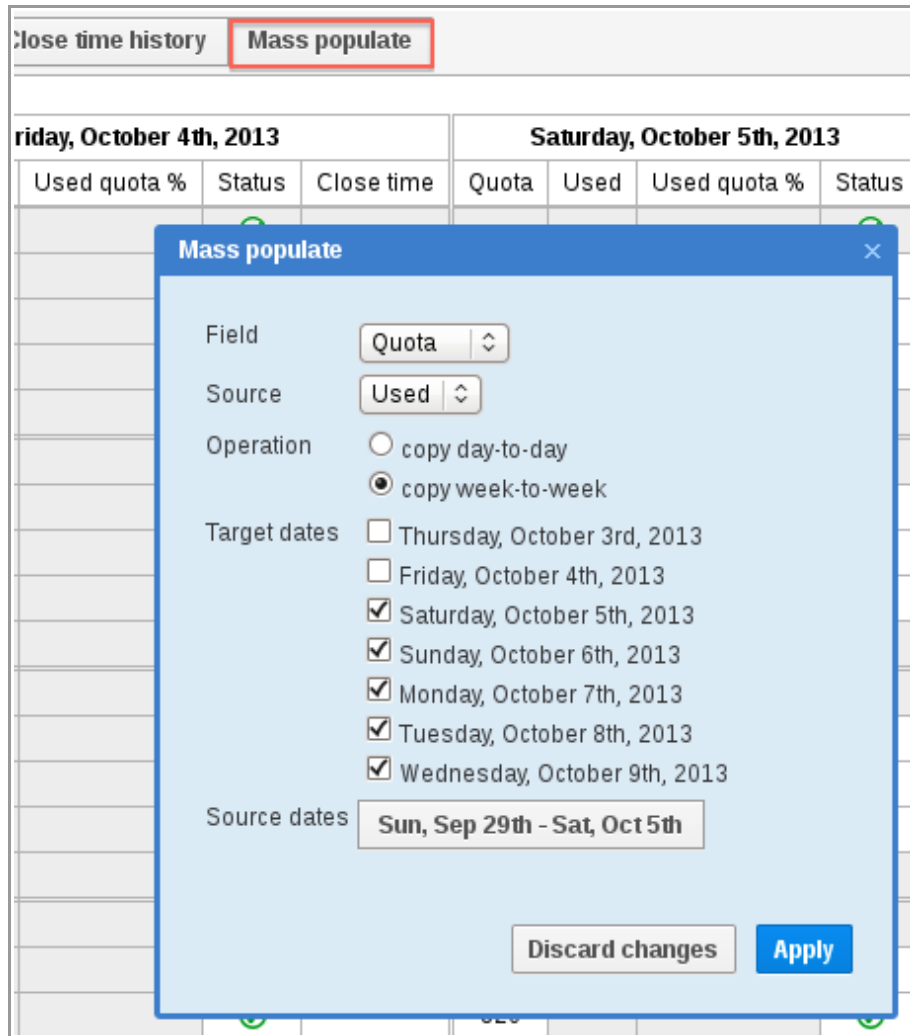 Close time history Mass populate
riday, October 4th, 2013 Saturday, October 5th, 2013
Used quota % Status Close time Quota Used Used quota % Status
Mass populate ×
Field Quota
Source Used
Operation copy day-to-day
copy week-to-week
Target dates Thursday, October 3rd, 2013
Friday, October 4th, 2013
Saturday, October 5th, 2013
Sunday, October 6th, 2013
Monday, October 7th, 2013
Tuesday, October 8th, 2013
Wednesday, October 9th, 2013
Source dates Sun, Sep 29th - Sat, Oct 5th
Discard changes Apply